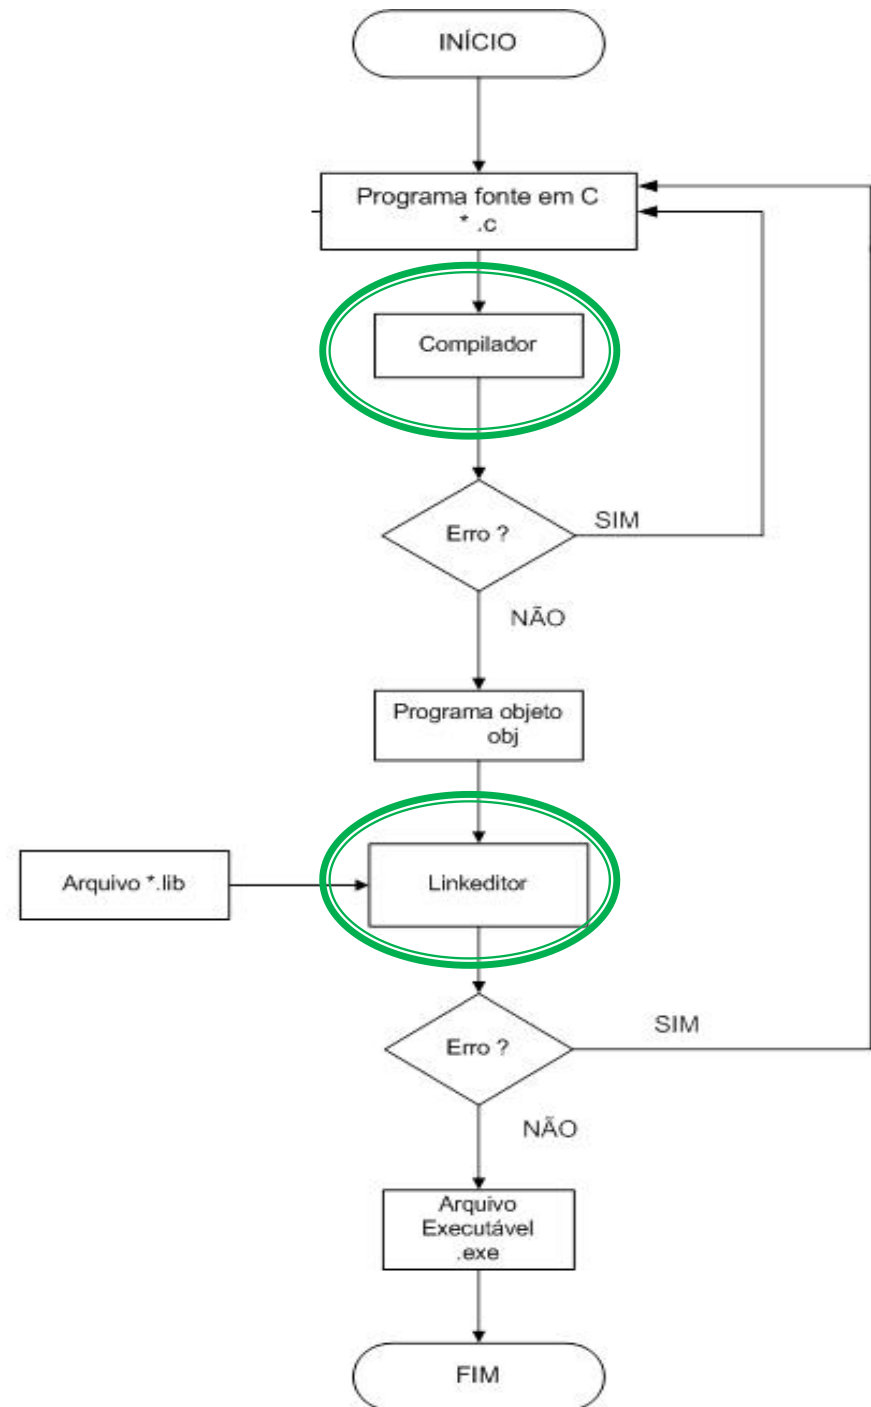 INÍCIO
Programa fonte em C
* .c
Compilador
Erro ?
SIM
NÃO
Programa objeto
obj
Arquivo *.lib
Linkeditor
Erro ?
SIM
NÃO
Arquivo
Executável
.exe
FIM